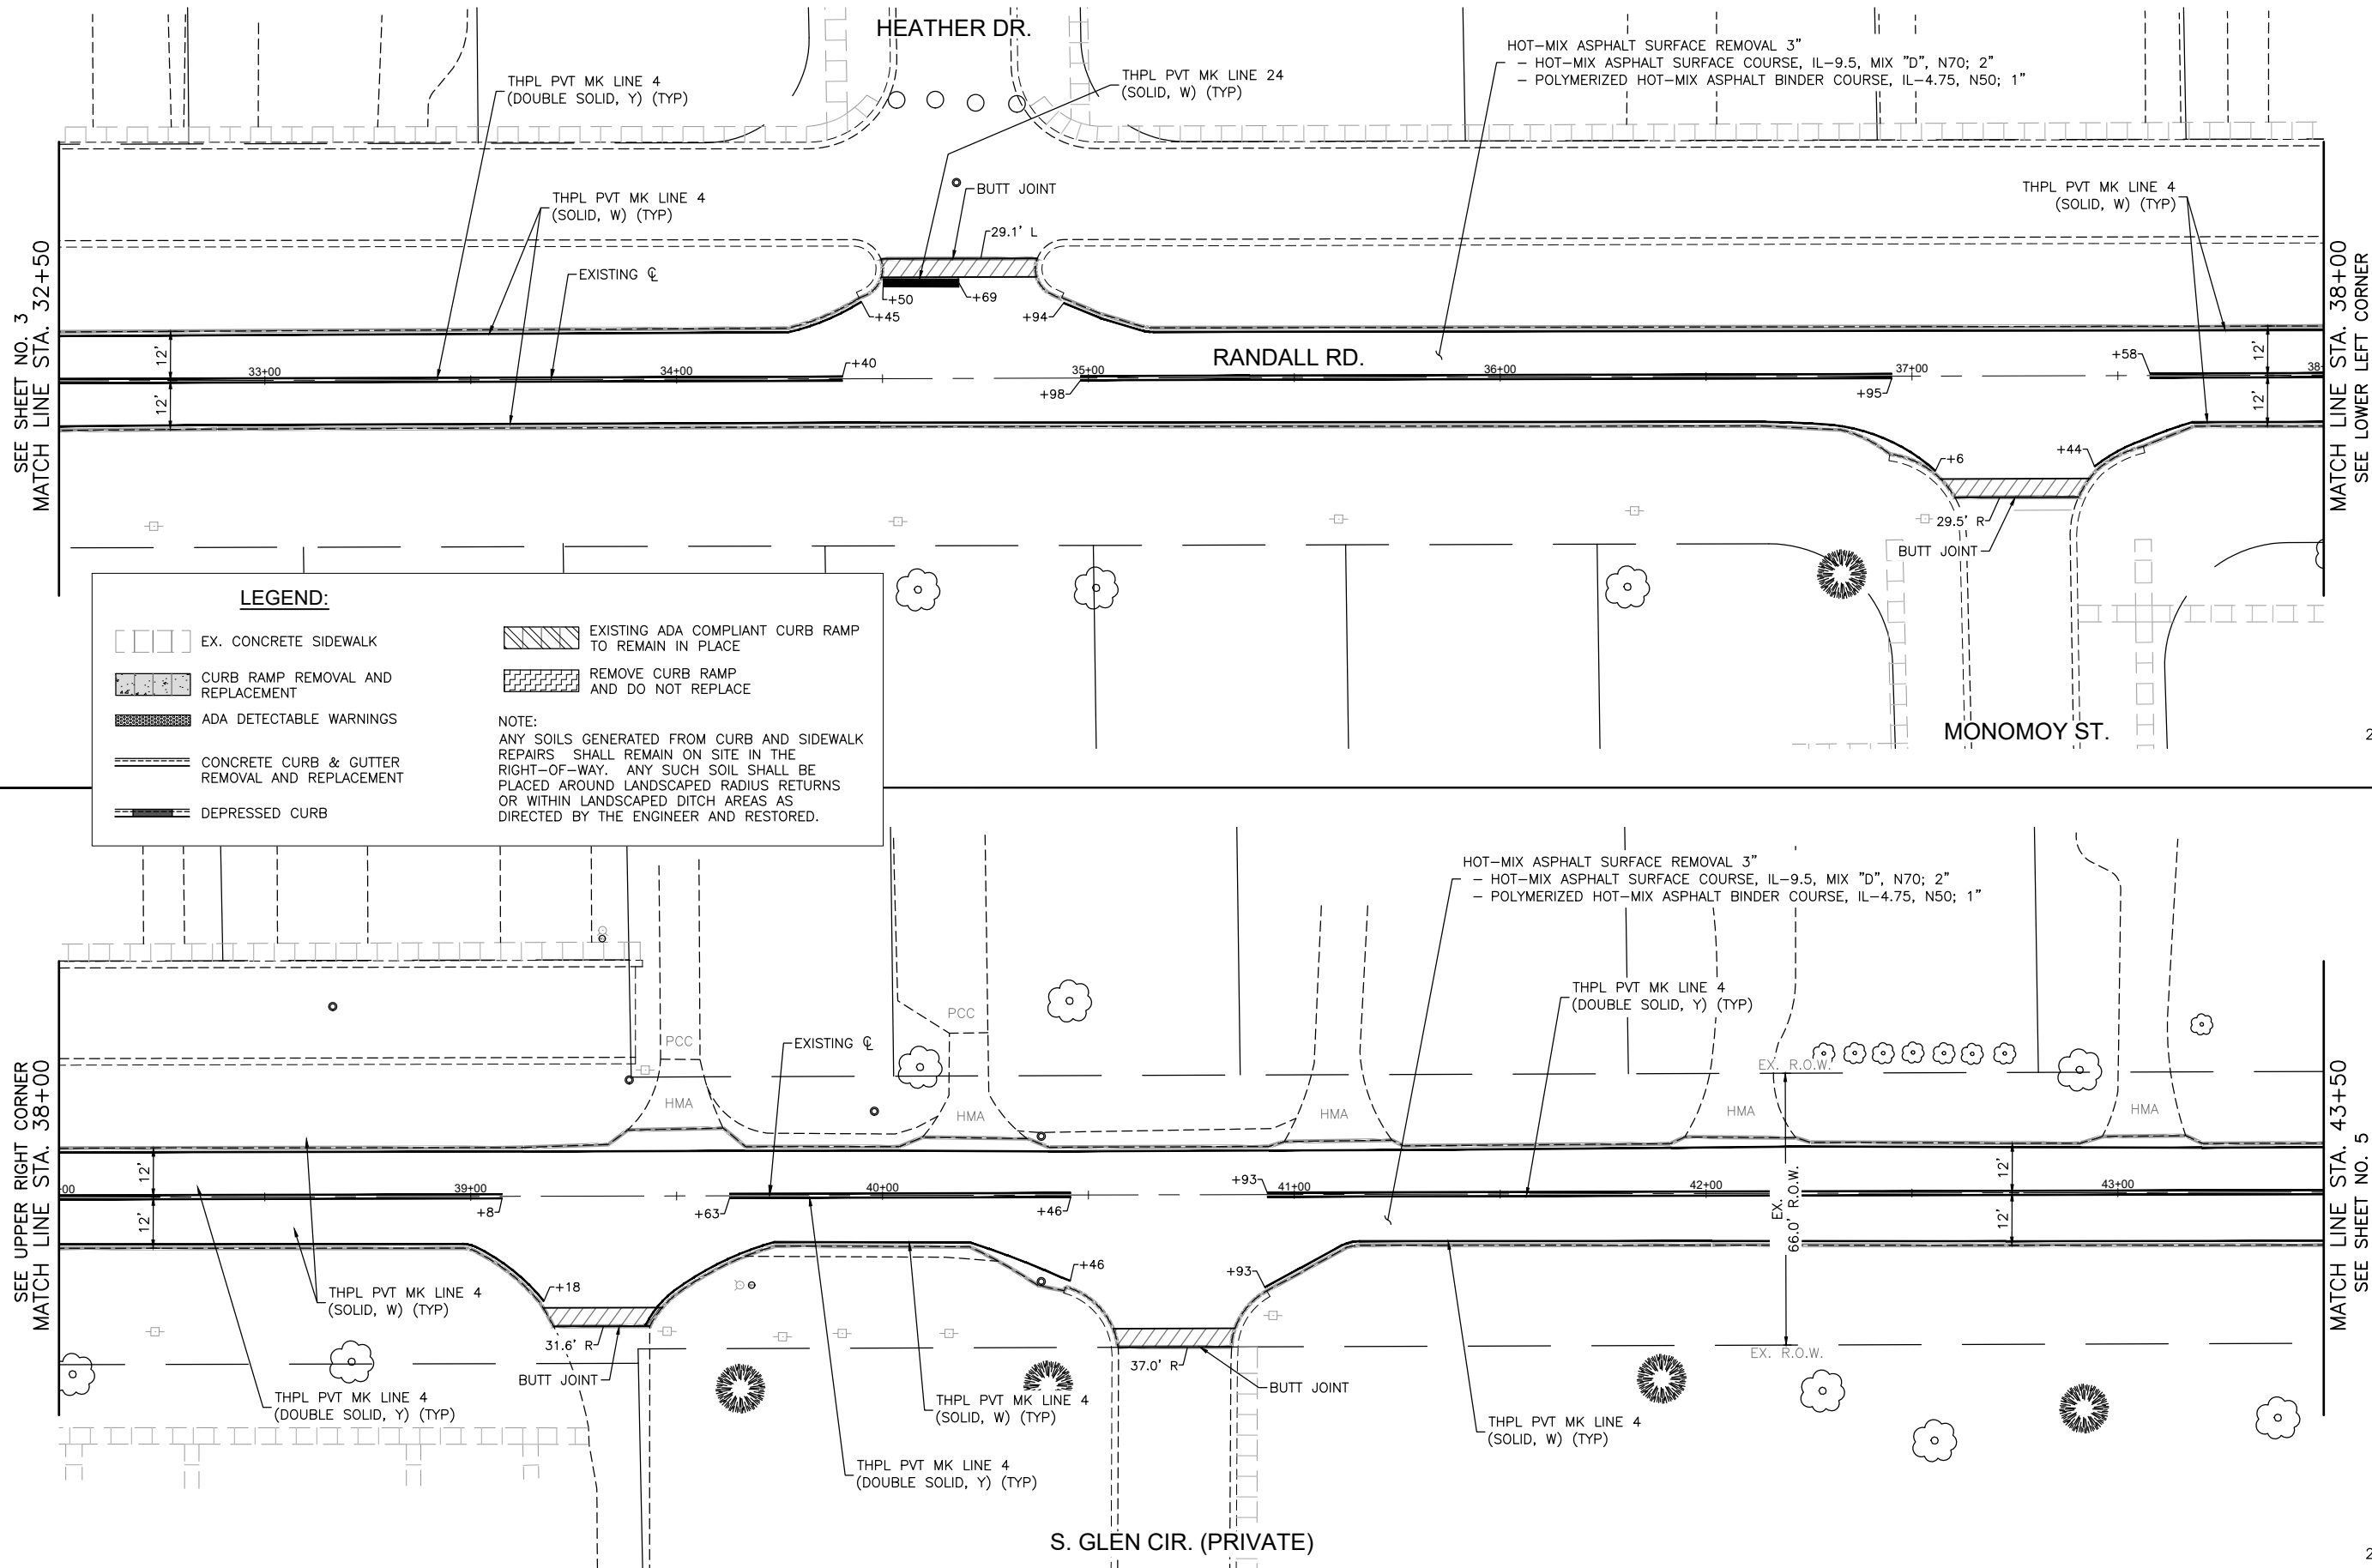 HEATHER DR.
THPL PVT MK LINE 4
(DOUBLE SOLID, Y) (TYP)
THPL PVT MK LINE 24
(SOLID, W) (TYP)
HOT-MIX ASPHALT SURFACE REMOVAL 3"
- HOT-MIX ASPHALT SURFACE COURSE, IL-9.5, MIX "D", N70; 2"
- POLYMERIZED HOT-MIX ASPHALT BINDER COURSE, IL-4.75, N50; 1"
THPL PVT MK LINE 4
(SOLID, W) (TYP)
BUTT JOINT
29.1' L
THPL PVT MK LINE 4
(SOLID, W) (TYP)
EXISTING ℄
+50
+69
+45
+94
SEE SHEET NO. 3
MATCH LINE STA. 32+50
12'
12'
33+00
34+00
+40
RANDALL RD.
35+00
+98
36+00
37+00
+95
+58
12'
12'
38
MATCH LINE STA. 38+00
SEE LOWER LEFT CORNER
+6
+44
29.5' R
BUTT JOINT
MONOMOY ST.
2
LEGEND:
EX. CONCRETE SIDEWALK
CURB RAMP REMOVAL AND
REPLACEMENT
ADA DETECTABLE WARNINGS
CONCRETE CURB & GUTTER
REMOVAL AND REPLACEMENT
DEPRESSED CURB
EXISTING ADA COMPLIANT CURB RAMP
TO REMAIN IN PLACE
REMOVE CURB RAMP
AND DO NOT REPLACE
NOTE:
ANY SOILS GENERATED FROM CURB AND SIDEWALK
REPAIRS SHALL REMAIN ON SITE IN THE
RIGHT-OF-WAY. ANY SUCH SOIL SHALL BE
PLACED AROUND LANDSCAPED RADIUS RETURNS
OR WITHIN LANDSCAPED DITCH AREAS AS
DIRECTED BY THE ENGINEER AND RESTORED.
HOT-MIX ASPHALT SURFACE REMOVAL 3"
- HOT-MIX ASPHALT SURFACE COURSE, IL-9.5, MIX "D", N70; 2"
- POLYMERIZED HOT-MIX ASPHALT BINDER COURSE, IL-4.75, N50; 1"
THPL PVT MK LINE 4
(DOUBLE SOLID, Y) (TYP)
PCC
PCC
EXISTING ℄
EX. R.O.W.
HMA
HMA
HMA
HMA
HMA
SEE UPPER RIGHT CORNER
MATCH LINE STA. 38+00
12'
12'
00
39+00
+8
+63
40+00
+46
+93
41+00
42+00
43+00
EX.
66.0' R.O.W.
12'
12'
MATCH LINE STA. 43+50
SEE SHEET NO. 5
+18
+46
+93
THPL PVT MK LINE 4
(SOLID, W) (TYP)
31.6' R
BUTT JOINT
37.0' R
BUTT JOINT
EX. R.O.W.
THPL PVT MK LINE 4
(DOUBLE SOLID, Y) (TYP)
THPL PVT MK LINE 4
(SOLID, W) (TYP)
THPL PVT MK LINE 4
(SOLID, W) (TYP)
THPL PVT MK LINE 4
(DOUBLE SOLID, Y) (TYP)
S. GLEN CIR. (PRIVATE)
2